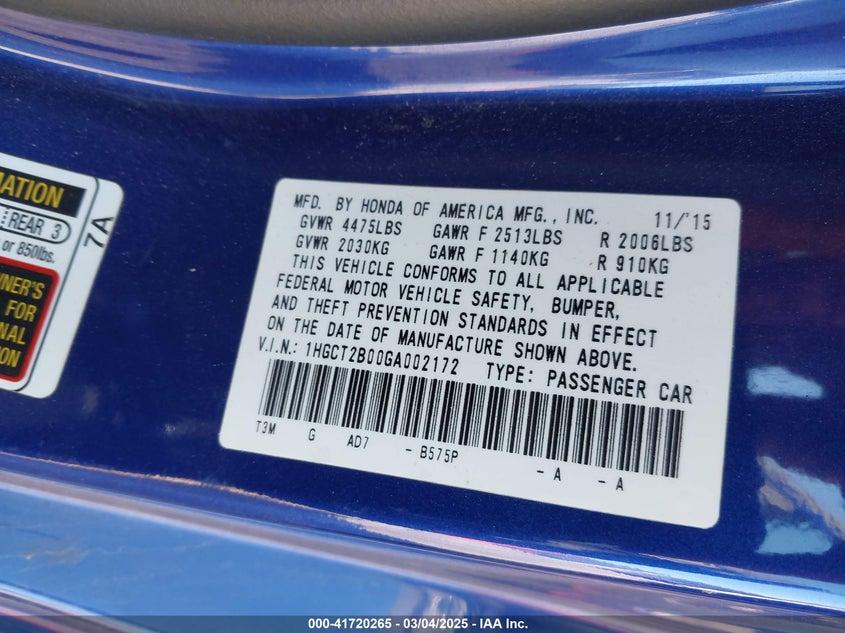 MATION
REAR 3
or 850lbs.
7A
WNER'S
FOR
NAL
ION
MFD. BY HONDA OF AMERICA MFG., INC. 11/'15
GVWR 4475LBS GAWR F 2513LBS R 2006LBS
GVWR 2030KG GAWR F 1140KG R 910KG
THIS VEHICLE CONFORMS TO ALL APPLICABLE
FEDERAL MOTOR VEHICLE SAFETY, BUMPER,
AND THEFT PREVENTION STANDARDS IN EFFECT
ON THE DATE OF MANUFACTURE SHOWN ABOVE.
V.I.N.: 1HGCT2B00GA002172 TYPE: PASSENGER CAR
T3M G AD7 - B575P - A - A
000-41720265 - 03/04/2025 - IAA Inc.